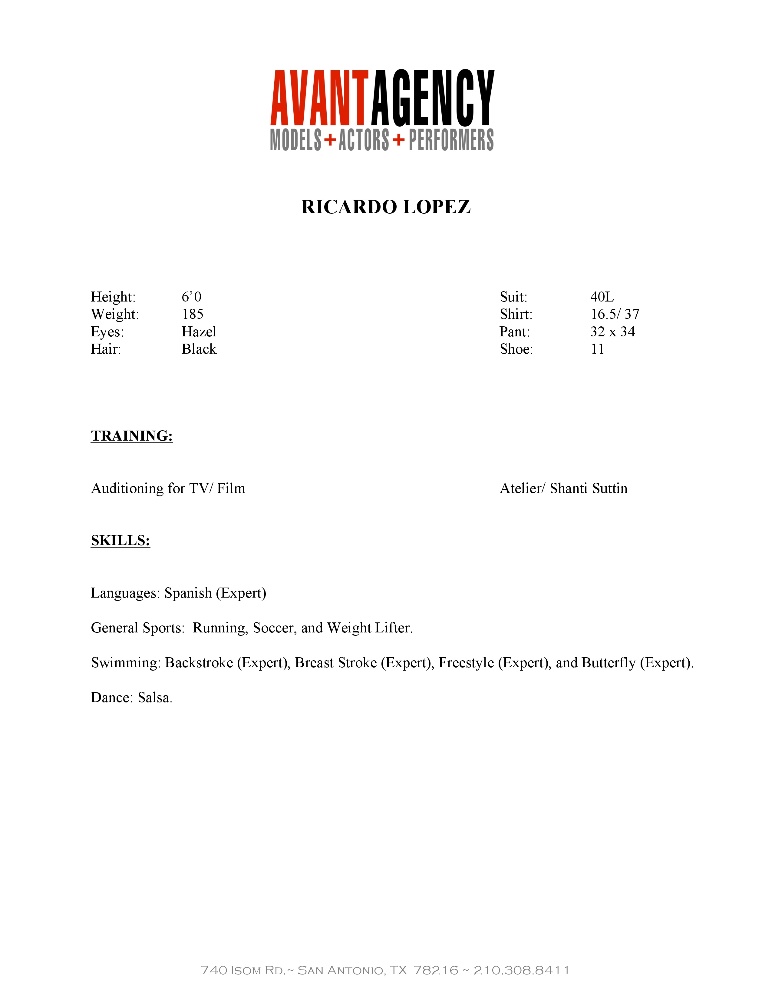 AVANTAGENCY
MODELS+ACTORS+PERFORMERS
RICARDO LOPEZ
Height: 6'0 Suit: 40L
Weight: 185 Shirt: 16.5/ 37
Eyes: Hazel Pant: 32 x 34
Hair: Black Shoe: 11
TRAINING:
Auditioning for TV/ Film Atelier/ Shanti Suttin
SKILLS:
Languages: Spanish (Expert)
General Sports:  Running, Soccer, and Weight Lifter.
Swimming: Backstroke (Expert), Breast Stroke (Expert), Freestyle (Expert), and Butterfly (Expert).
Dance: Salsa.
740 Isom Rd.~ San Antonio, TX  78216 ~ 210.308.8411